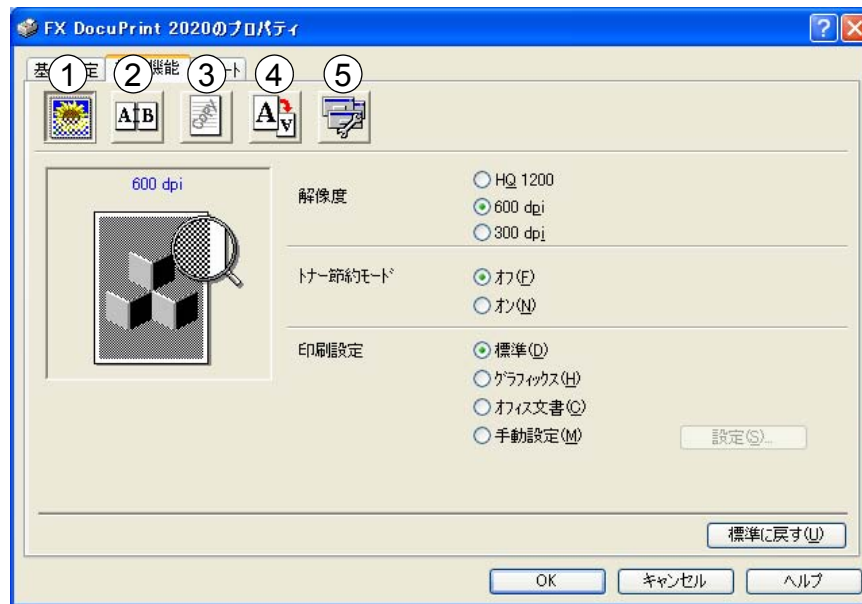 FX DocuPrint 2020のプロパティ
基 定 機能 ート
① ② ③ ④ ⑤
A B COPY A A
600 dpi
解像度
HQ 1200
600 dpi
300 dpi
トナー節約モード
オフ(F)
オン(N)
印刷設定
標準(D)
グラフィックス(H)
オフィス文書(C)
手動設定(M)
設定(S)...
標準に戻す(U)
OK キャンセル ヘルプ